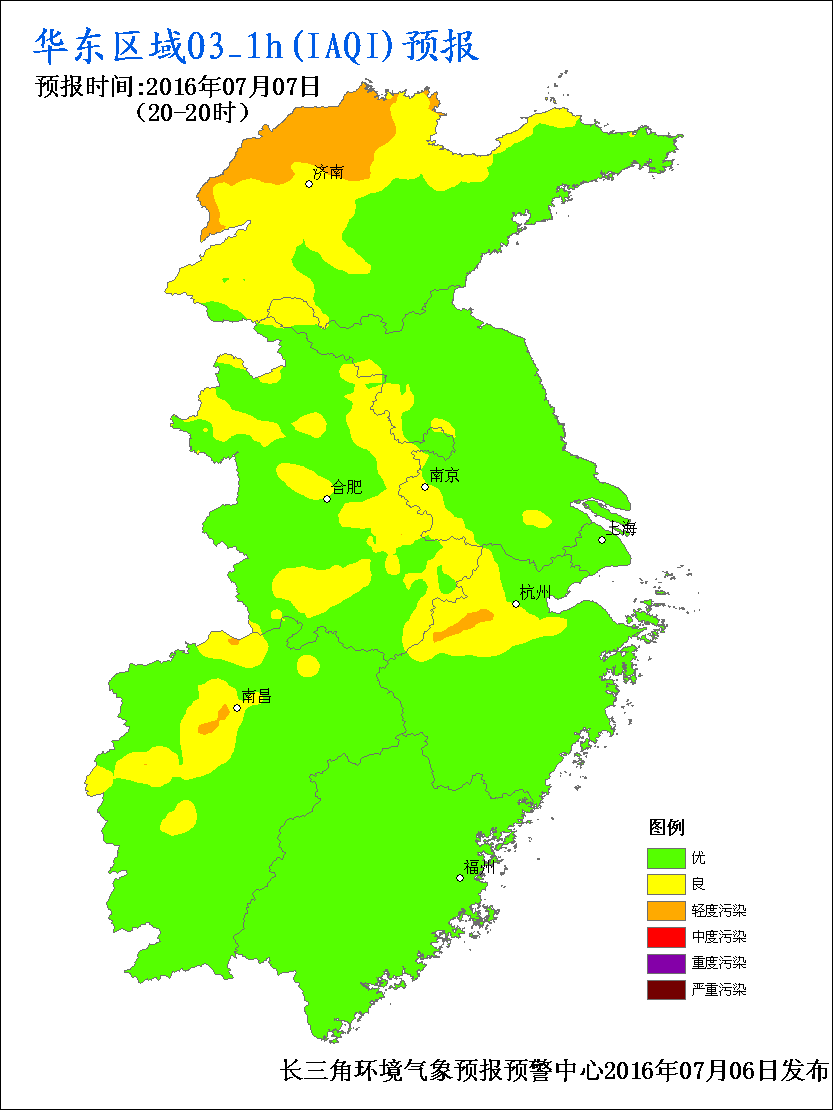 华东区域O3_1h(IAQI)预报
预报时间:2016年07月07日
(20-20时)
济南
南京
合肥
上海
杭州
南昌
福州
图例
优
良
轻度污染
中度污染
重度污染
严重污染
长三角环境气象预报预警中心2016年07月06日发布